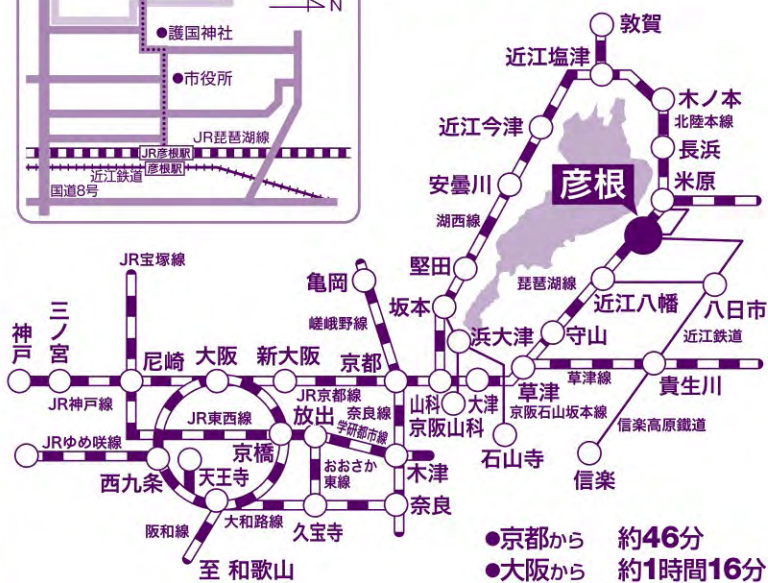 N
●護国神社
●市役所
JR琵琶湖線
JR彦根駅
彦根駅
近江鉄道
国道8号
敦賀
近江塩津
木ノ本
北陸本線
近江今津
長浜
安曇川
彦根
米原
湖西線
堅田
琵琶湖線
近江八幡
八日市
近江鉄道
JR宝塚線
亀岡
嵯峨野線
坂本
浜大津
守山
神戸
三ノ宮
尼崎
大阪
新大阪
京都
山科
大津
草津
草津線
貴生川
JR神戸線
JR京都線
京阪山科
京阪石山坂本線
石山寺
信楽高原鐵道
信楽
JR東西線
放出
奈良線
学研都市線
JRゆめ咲線
西九条
京橋
天王寺
おおさか
東線
木津
阪和線
大和路線
久宝寺
奈良
至 和歌山
●京都から 約46分
●大阪から 約1時間16分